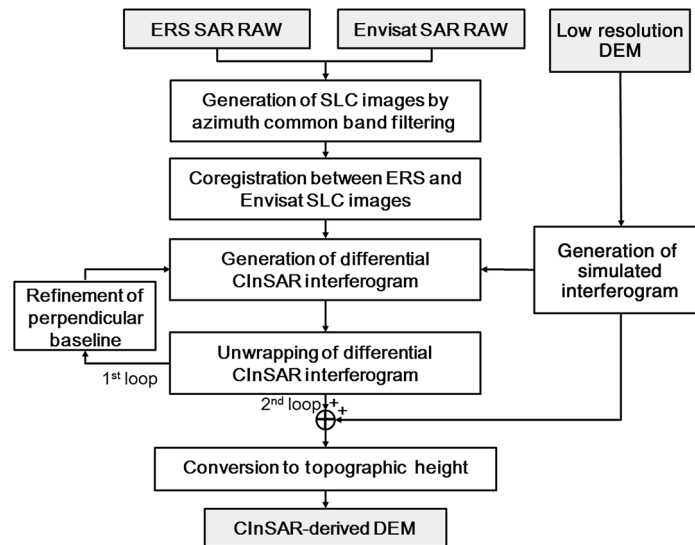 ERS SAR RAW
Envisat SAR RAW
Low resolution
DEM
Generation of SLC images by
azimuth common band filtering
Coregistration between ERS and
Envisat SLC images
Generation of differential
CInSAR interferogram
Generation of
simulated
interferogram
Refinement of
perpendicular
baseline
Unwrapping of differential
CInSAR interferogram
1st loop
2nd loop
+
+
Conversion to topographic height
CInSAR-derived DEM